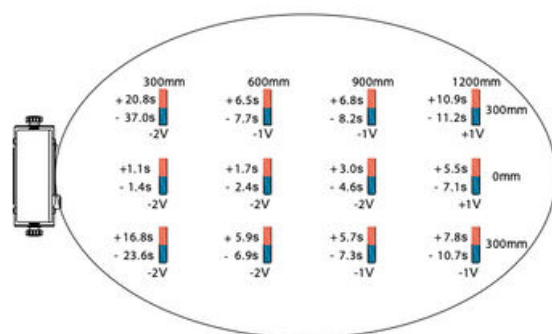 300mm 600mm 900mm 1200mm
+20.8s +6.5s +6.8s +10.9s 300mm
- 37.0s - 7.7s - 8.2s - 11.2s
-2V -1V -1V +1V
+1.1s +1.7s +3.0s +5.5s 0mm
- 1.4s - 2.4s - 4.6s - 7.1s
-2V -2V -2V +1V
+16.8s +5.9s +5.7s +7.8s 300mm
- 23.6s - 6.9s - 7.3s - 10.7s
-2V -2V -1V -1V